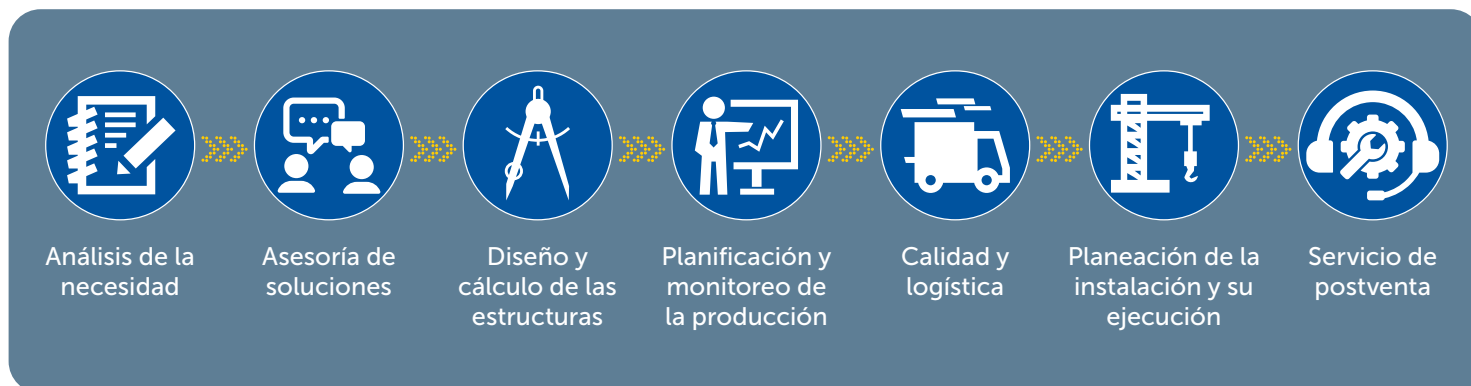 Análisis de la
necesidad
Asesoría de
soluciones
Diseño y
cálculo de las
estructuras
Planificación y
monitoreo de
la producción
Calidad y
logística
Planeación de la
instalación y su
ejecución
Servicio de
postventa